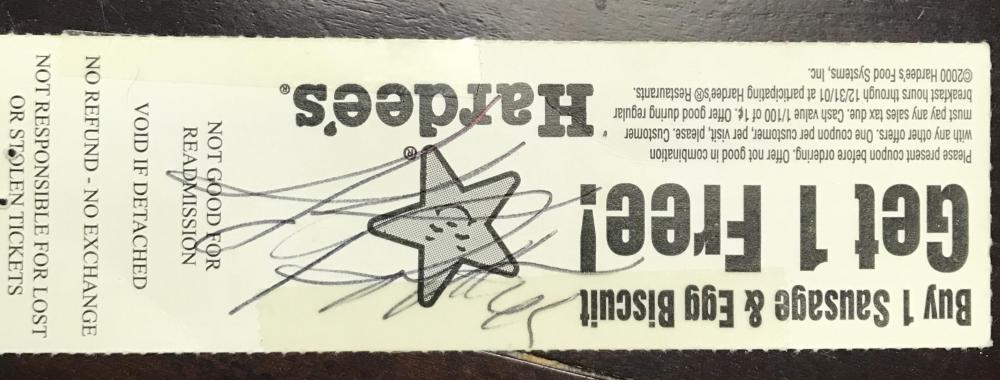 Buy 1 Sausage & Egg Biscuit
Get 1 Free!
Please present coupon before ordering. Offer not good in combination
with any other offers. One coupon per customer, per visit, please. Customer
must pay any sales tax due. Cash value 1/100 of 1¢. Offer good during regular
breakfast hours through 12/31/01 at participating Hardee's® Restaurants.
©2000 Hardee's Food Systems, Inc.
®
Hardee's®
NOT GOOD FOR
READMISSION
VOID IF DETACHED
NO REFUND - NO EXCHANGE
NOT RESPONSIBLE FOR LOST
OR STOLEN TICKETS